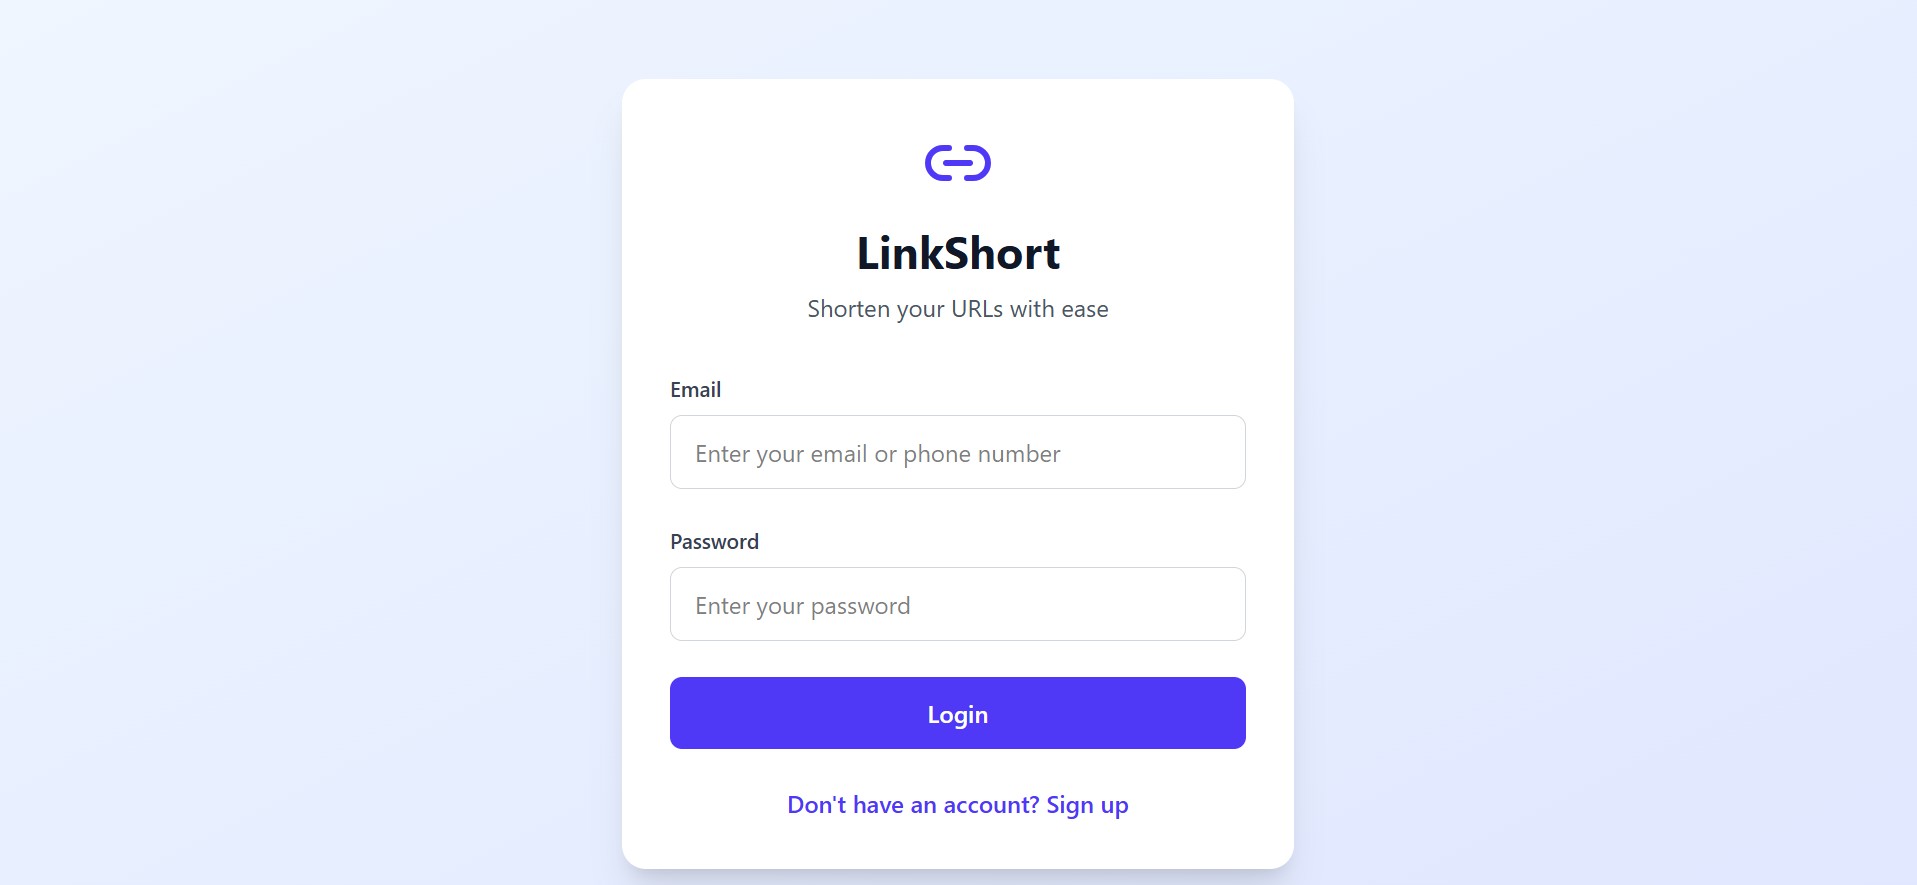 LinkShort
Shorten your URLs with ease
Email
Enter your email or phone number
Password
Enter your password
Login
Don't have an account? Sign up